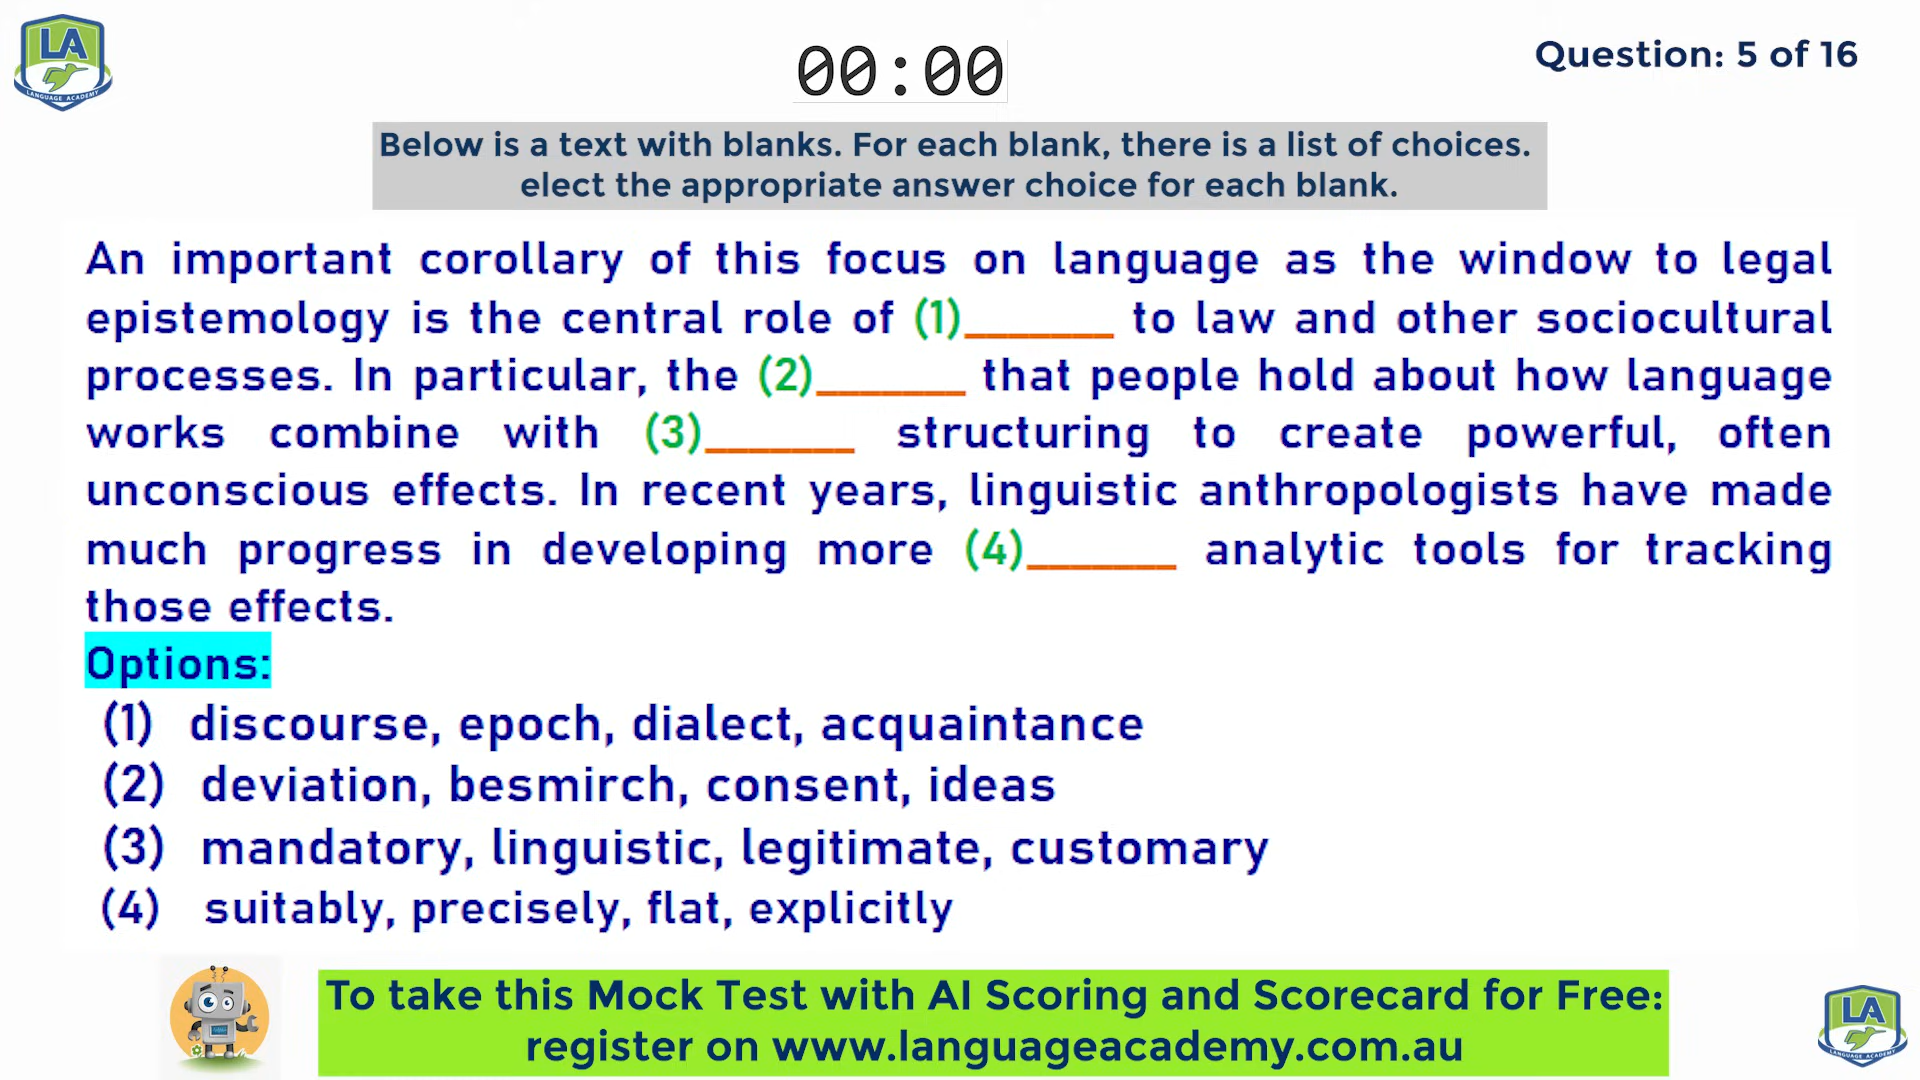 LA
LANGUAGE ACADEMY
00:00
Question: 5 of 16
Below is a text with blanks. For each blank, there is a list of choices.
elect the appropriate answer choice for each blank.
An important corollary of this focus on language as the window to legal
epistemology is the central role of (1)_______ to law and other sociocultural
processes. In particular, the (2)_______ that people hold about how language
works combine with (3)_______ structuring to create powerful, often
unconscious effects. In recent years, linguistic anthropologists have made
much progress in developing more (4)_______ analytic tools for tracking
those effects.
Options:
(1) discourse, epoch, dialect, acquaintance
(2) deviation, besmirch, consent, ideas
(3) mandatory, linguistic, legitimate, customary
(4) suitably, precisely, flat, explicitly
To take this Mock Test with AI Scoring and Scorecard for Free:
register on www.languageacademy.com.au
LA
LANGUAGE ACADEMY